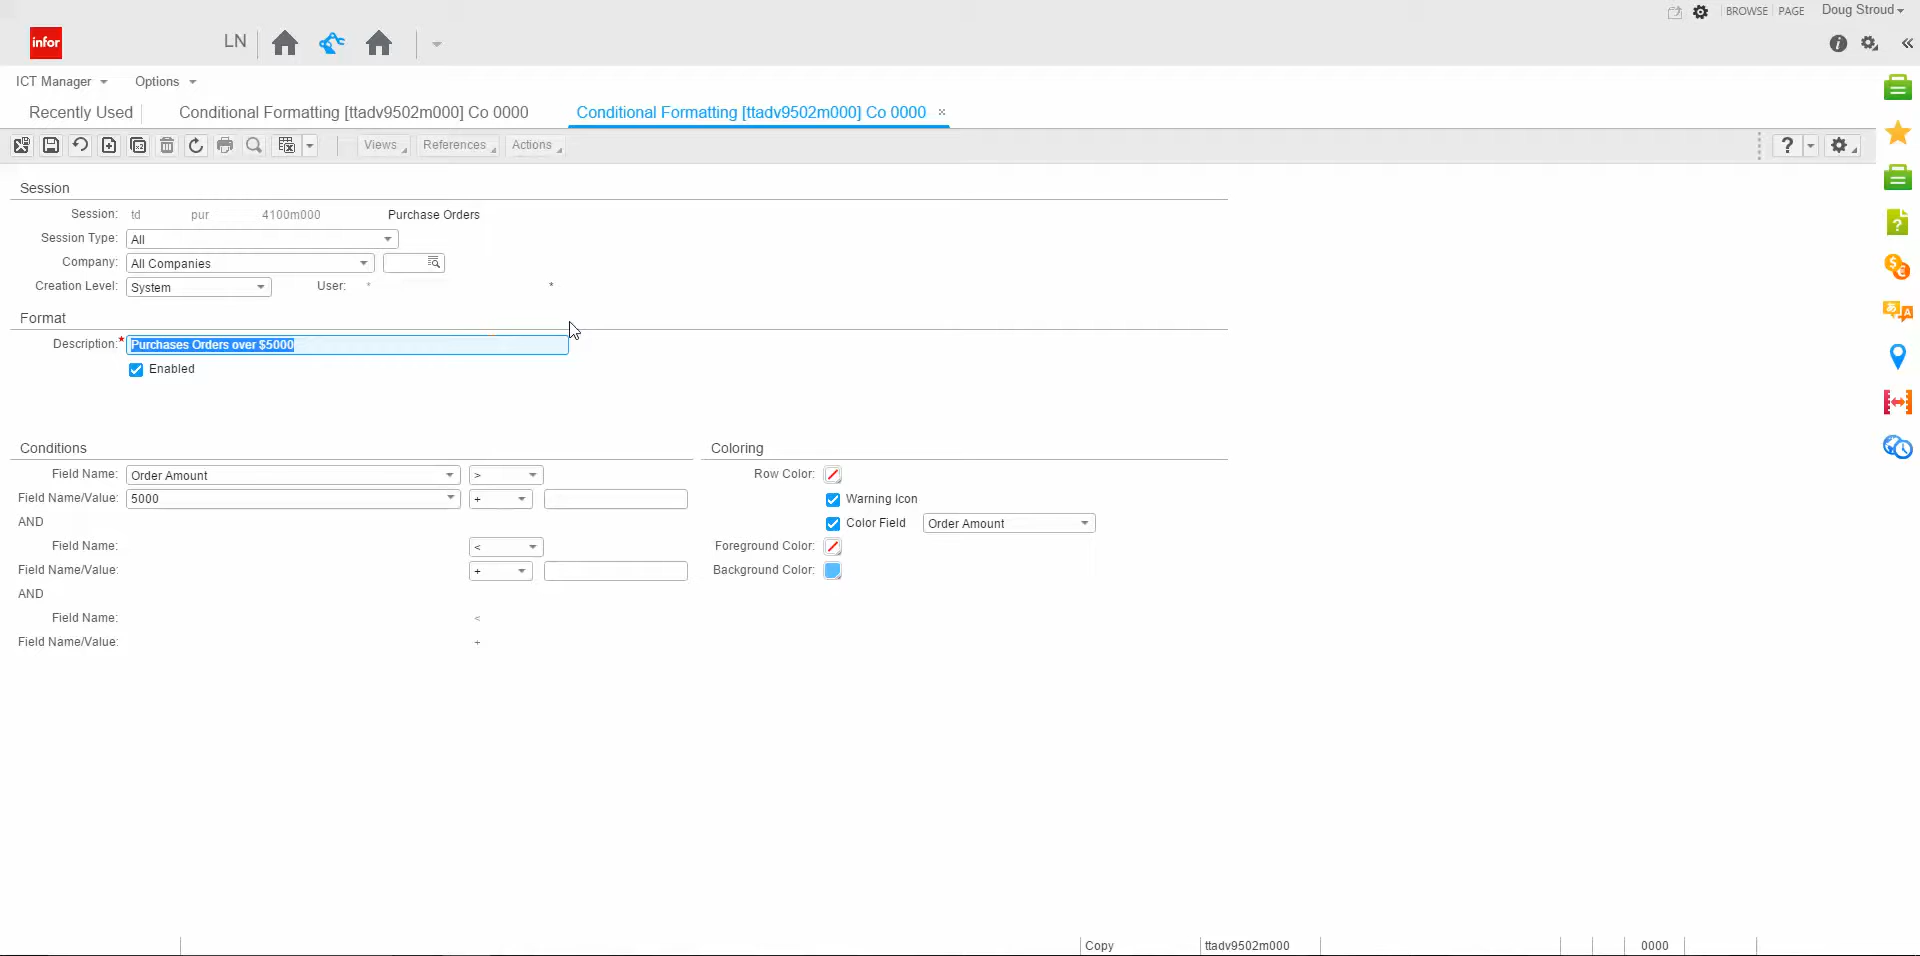 BROWSE PAGE Doug Stroud
infor LN
ICT Manager Options
Recently Used Conditional Formatting [ttadv9502m000] Co 0000 Conditional Formatting [ttadv9502m000] Co 0000 ×
Views References Actions ?
Session
Session: td pur 4100m000 Purchase Orders
Session Type: All
Company: All Companies
Creation Level: System User: * *
Format
Description:* Purchases Orders over $5000
Enabled
Conditions Coloring
Field Name: Order Amount > Row Color:
Field Name/Value: 5000 + Warning Icon
AND Color Field Order Amount
Field Name: < Foreground Color:
Field Name/Value: + Background Color:
AND
Field Name: <
Field Name/Value: +
Copy ttadv9502m000 0000